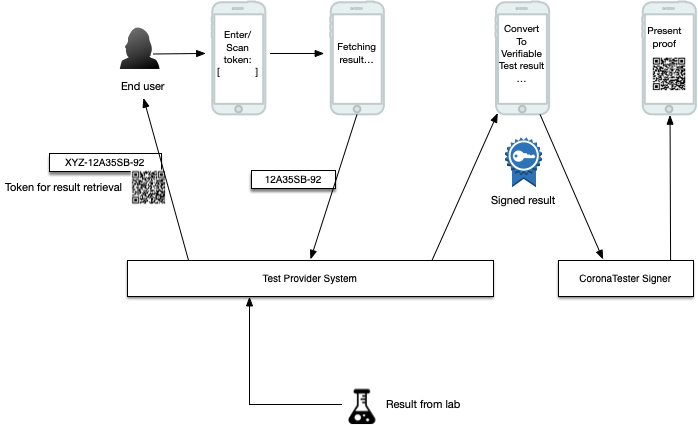 Enter/
Scan
token:
[ ]
Fetching
result...
Convert
To
Verifiable
Test result
...
Present
proof
End user
XYZ-12A35SB-92
Token for result retrieval
12A35SB-92
Signed result
Test Provider System
CoronaTester Signer
Result from lab